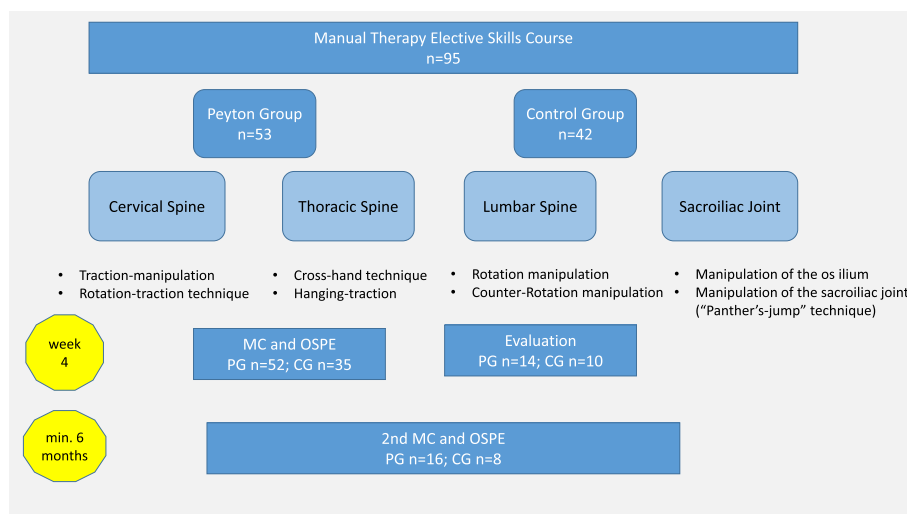 Manual Therapy Elective Skills Course
n=95
Peyton Group
n=53
Control Group
n=42
Cervical Spine
Thoracic Spine
Lumbar Spine
Sacroiliac Joint
• Traction-manipulation
• Rotation-traction technique
• Cross-hand technique
• Hanging-traction
• Rotation manipulation
• Counter-Rotation manipulation
• Manipulation of the os ilium
• Manipulation of the sacroiliac joint
(“Panther’s-jump” technique)
week
4
MC and OSPE
PG n=52; CG n=35
Evaluation
PG n=14; CG n=10
min. 6
months
2nd MC and OSPE
PG n=16; CG n=8